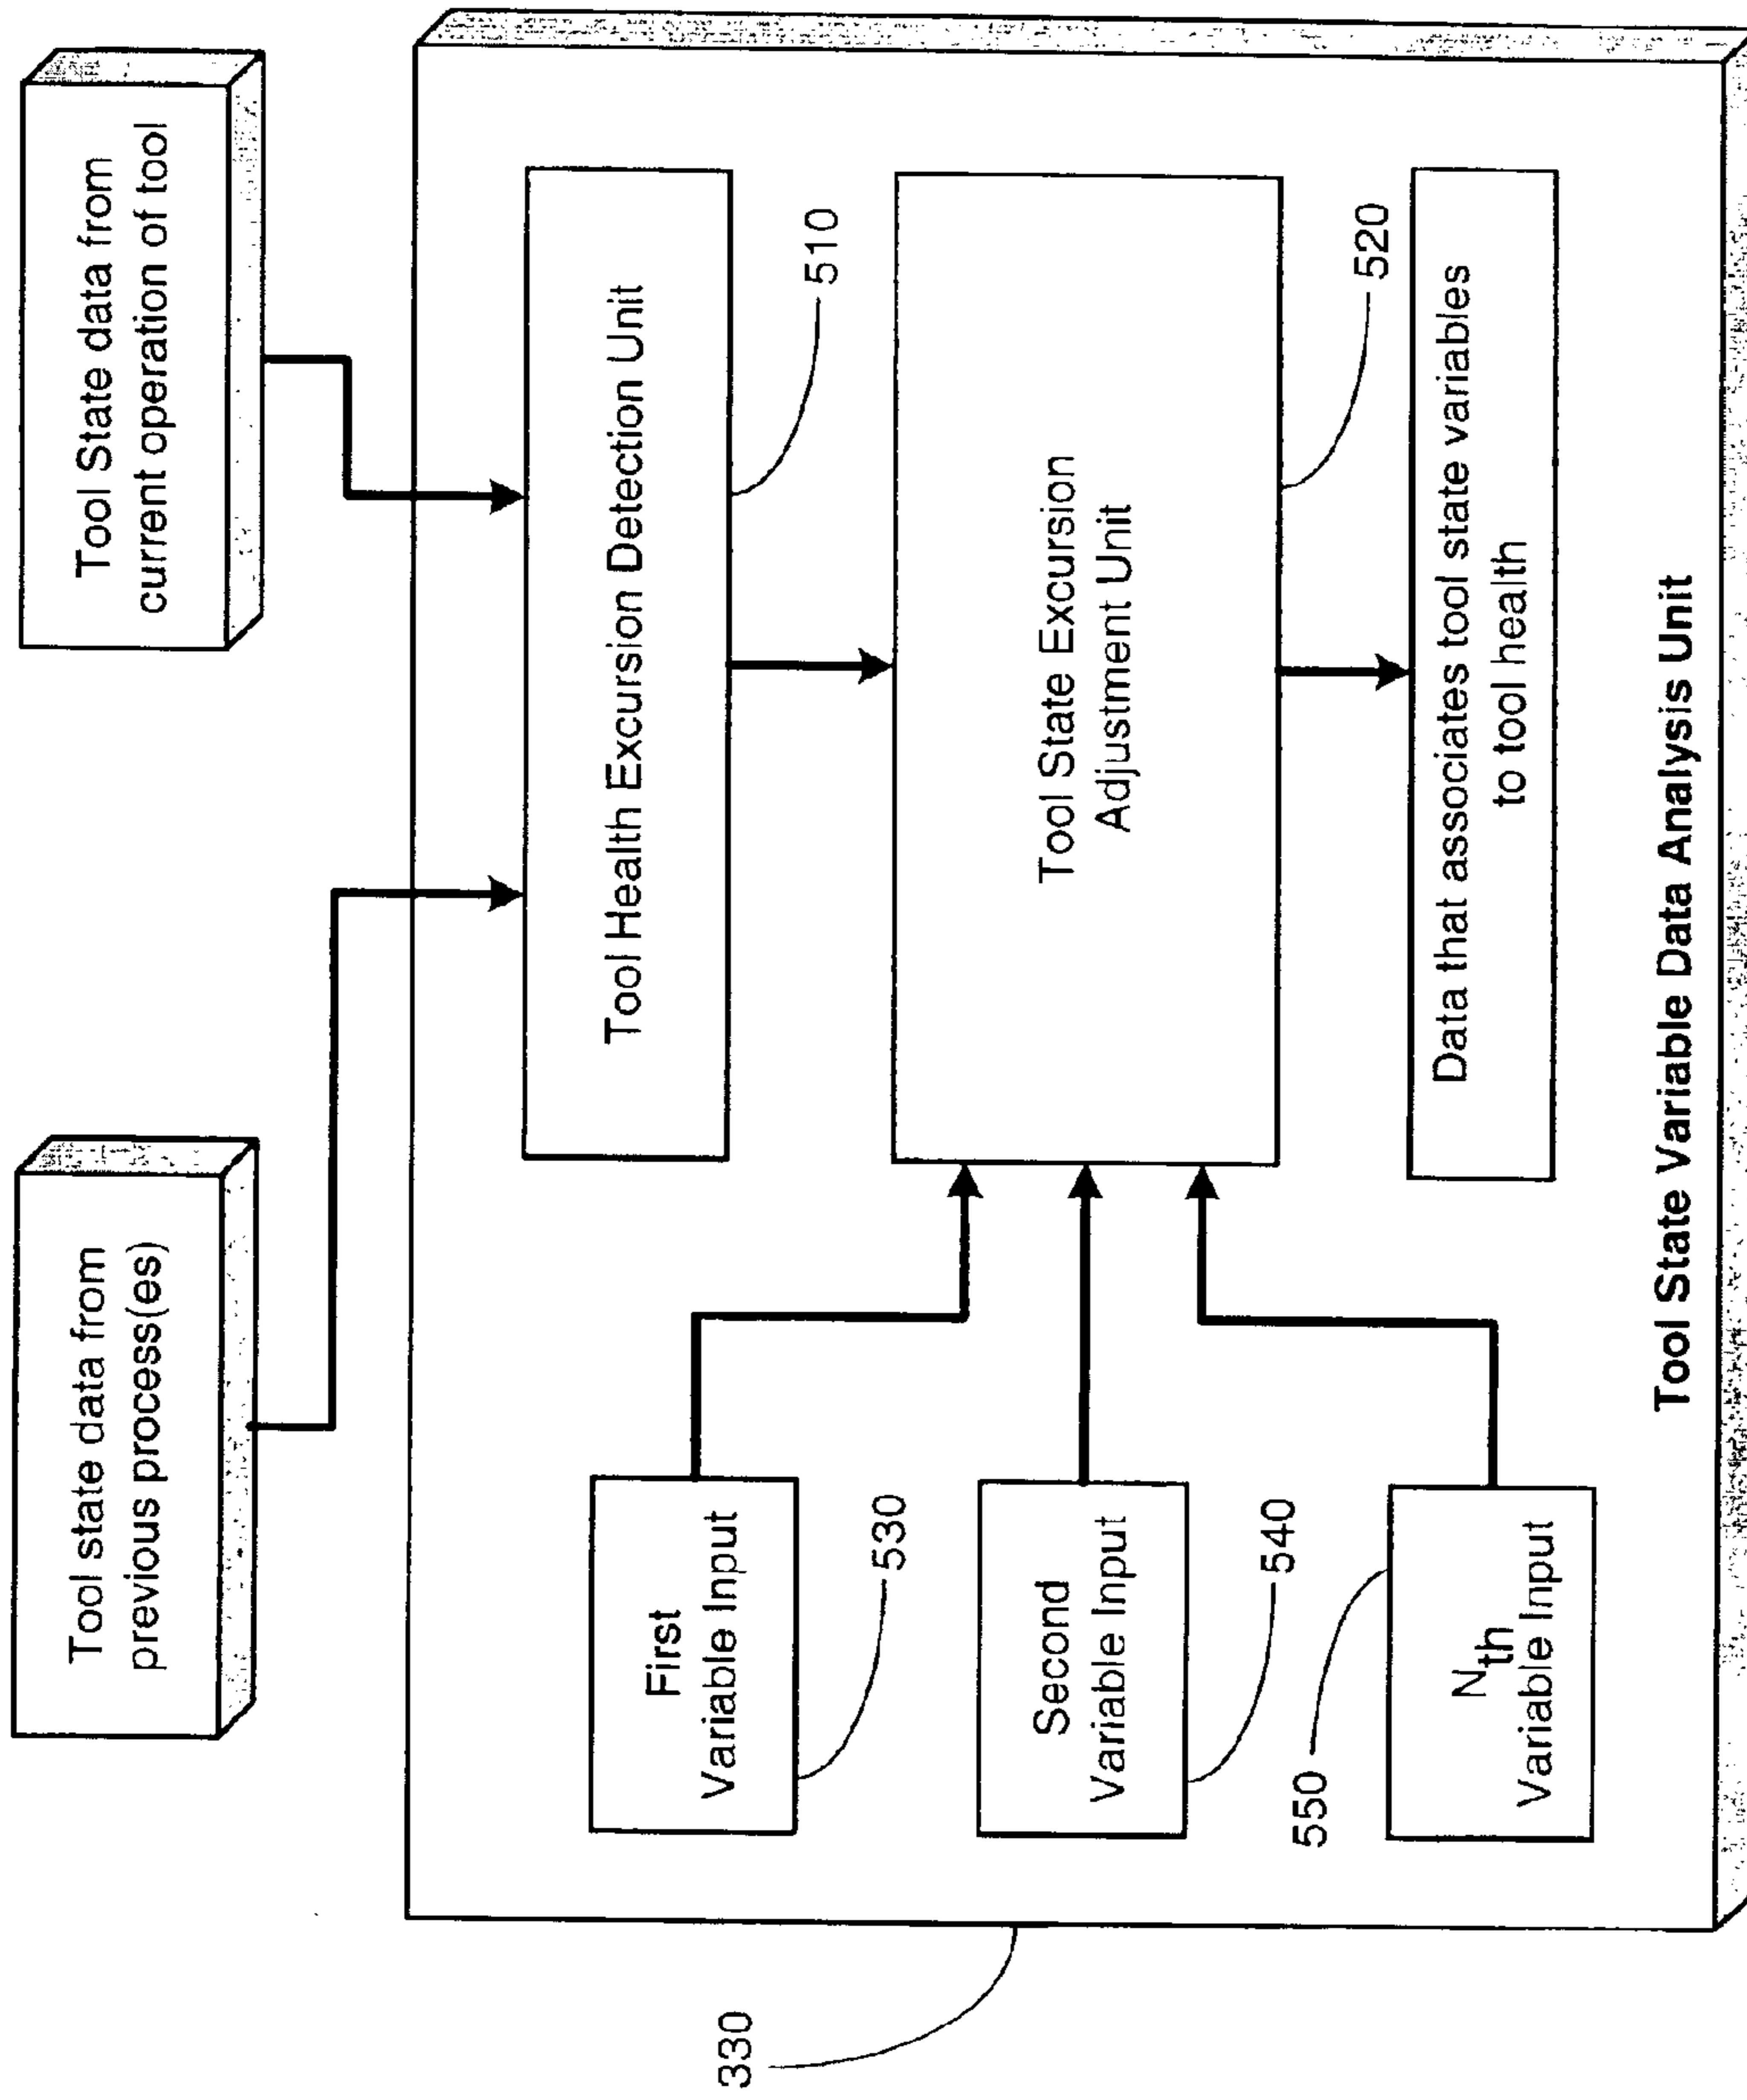 Tool state data from
previous process(es)
Tool State data from
current operation of tool
330
Tool Health Excursion Detection Unit
510
First
Variable Input
530
Second
Variable Input
540
550
Nth
Variable Input
Tool State Excursion
Adjustment Unit
520
Data that associates tool state variables
to tool health
Tool State Variable Data Analysis Unit